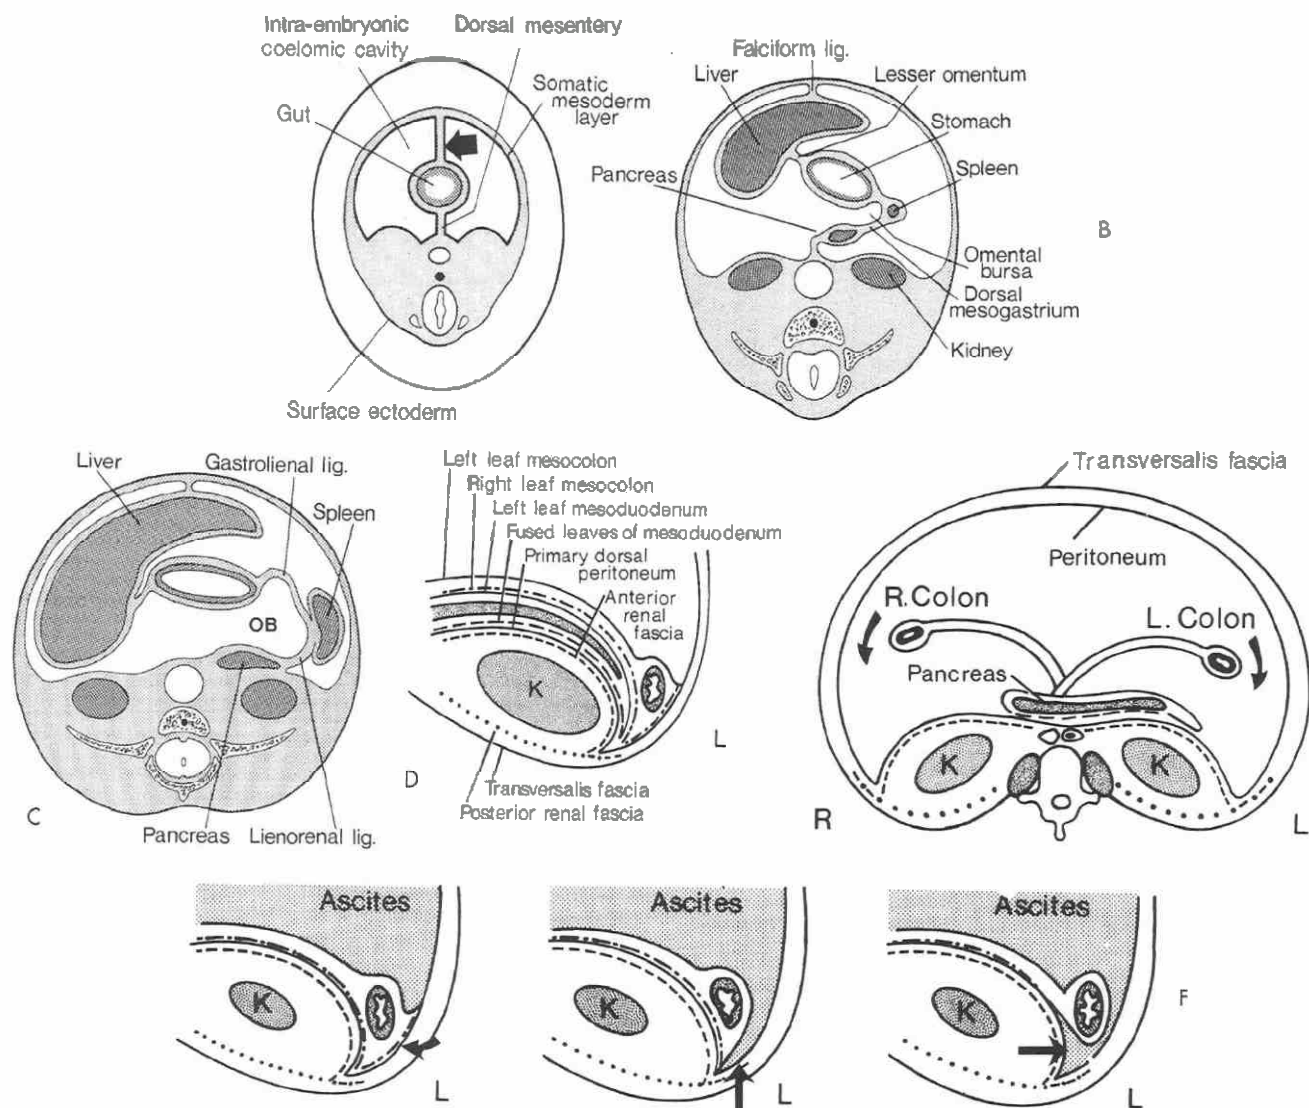 Intra-embryonic
coelomic cavity
Dorsal mesentery
Somatic
mesoderm
layer
Gut
Surface ectoderm
Falciform lig.
Liver
Lesser omentum
Stomach
Pancreas
Spleen
B
Omental
bursa
Dorsal
mesogastrium
Kidney
Liver
Gastrolienal lig.
Spleen
OB
C
Pancreas
Lienorenal lig.
Left leaf mesocolon
Right leaf mesocolon
Left leaf mesoduodenum
Fused leaves of mesoduodenum
Primary dorsal
peritoneum
Anterior
renal
fascia
K
L
D
Transversalis fascia
Posterior renal fascia
Transversalis fascia
Peritoneum
R. Colon
L. Colon
Pancreas
K
K
R
L
Ascites
K
L
Ascites
K
L
Ascites
K
F
L